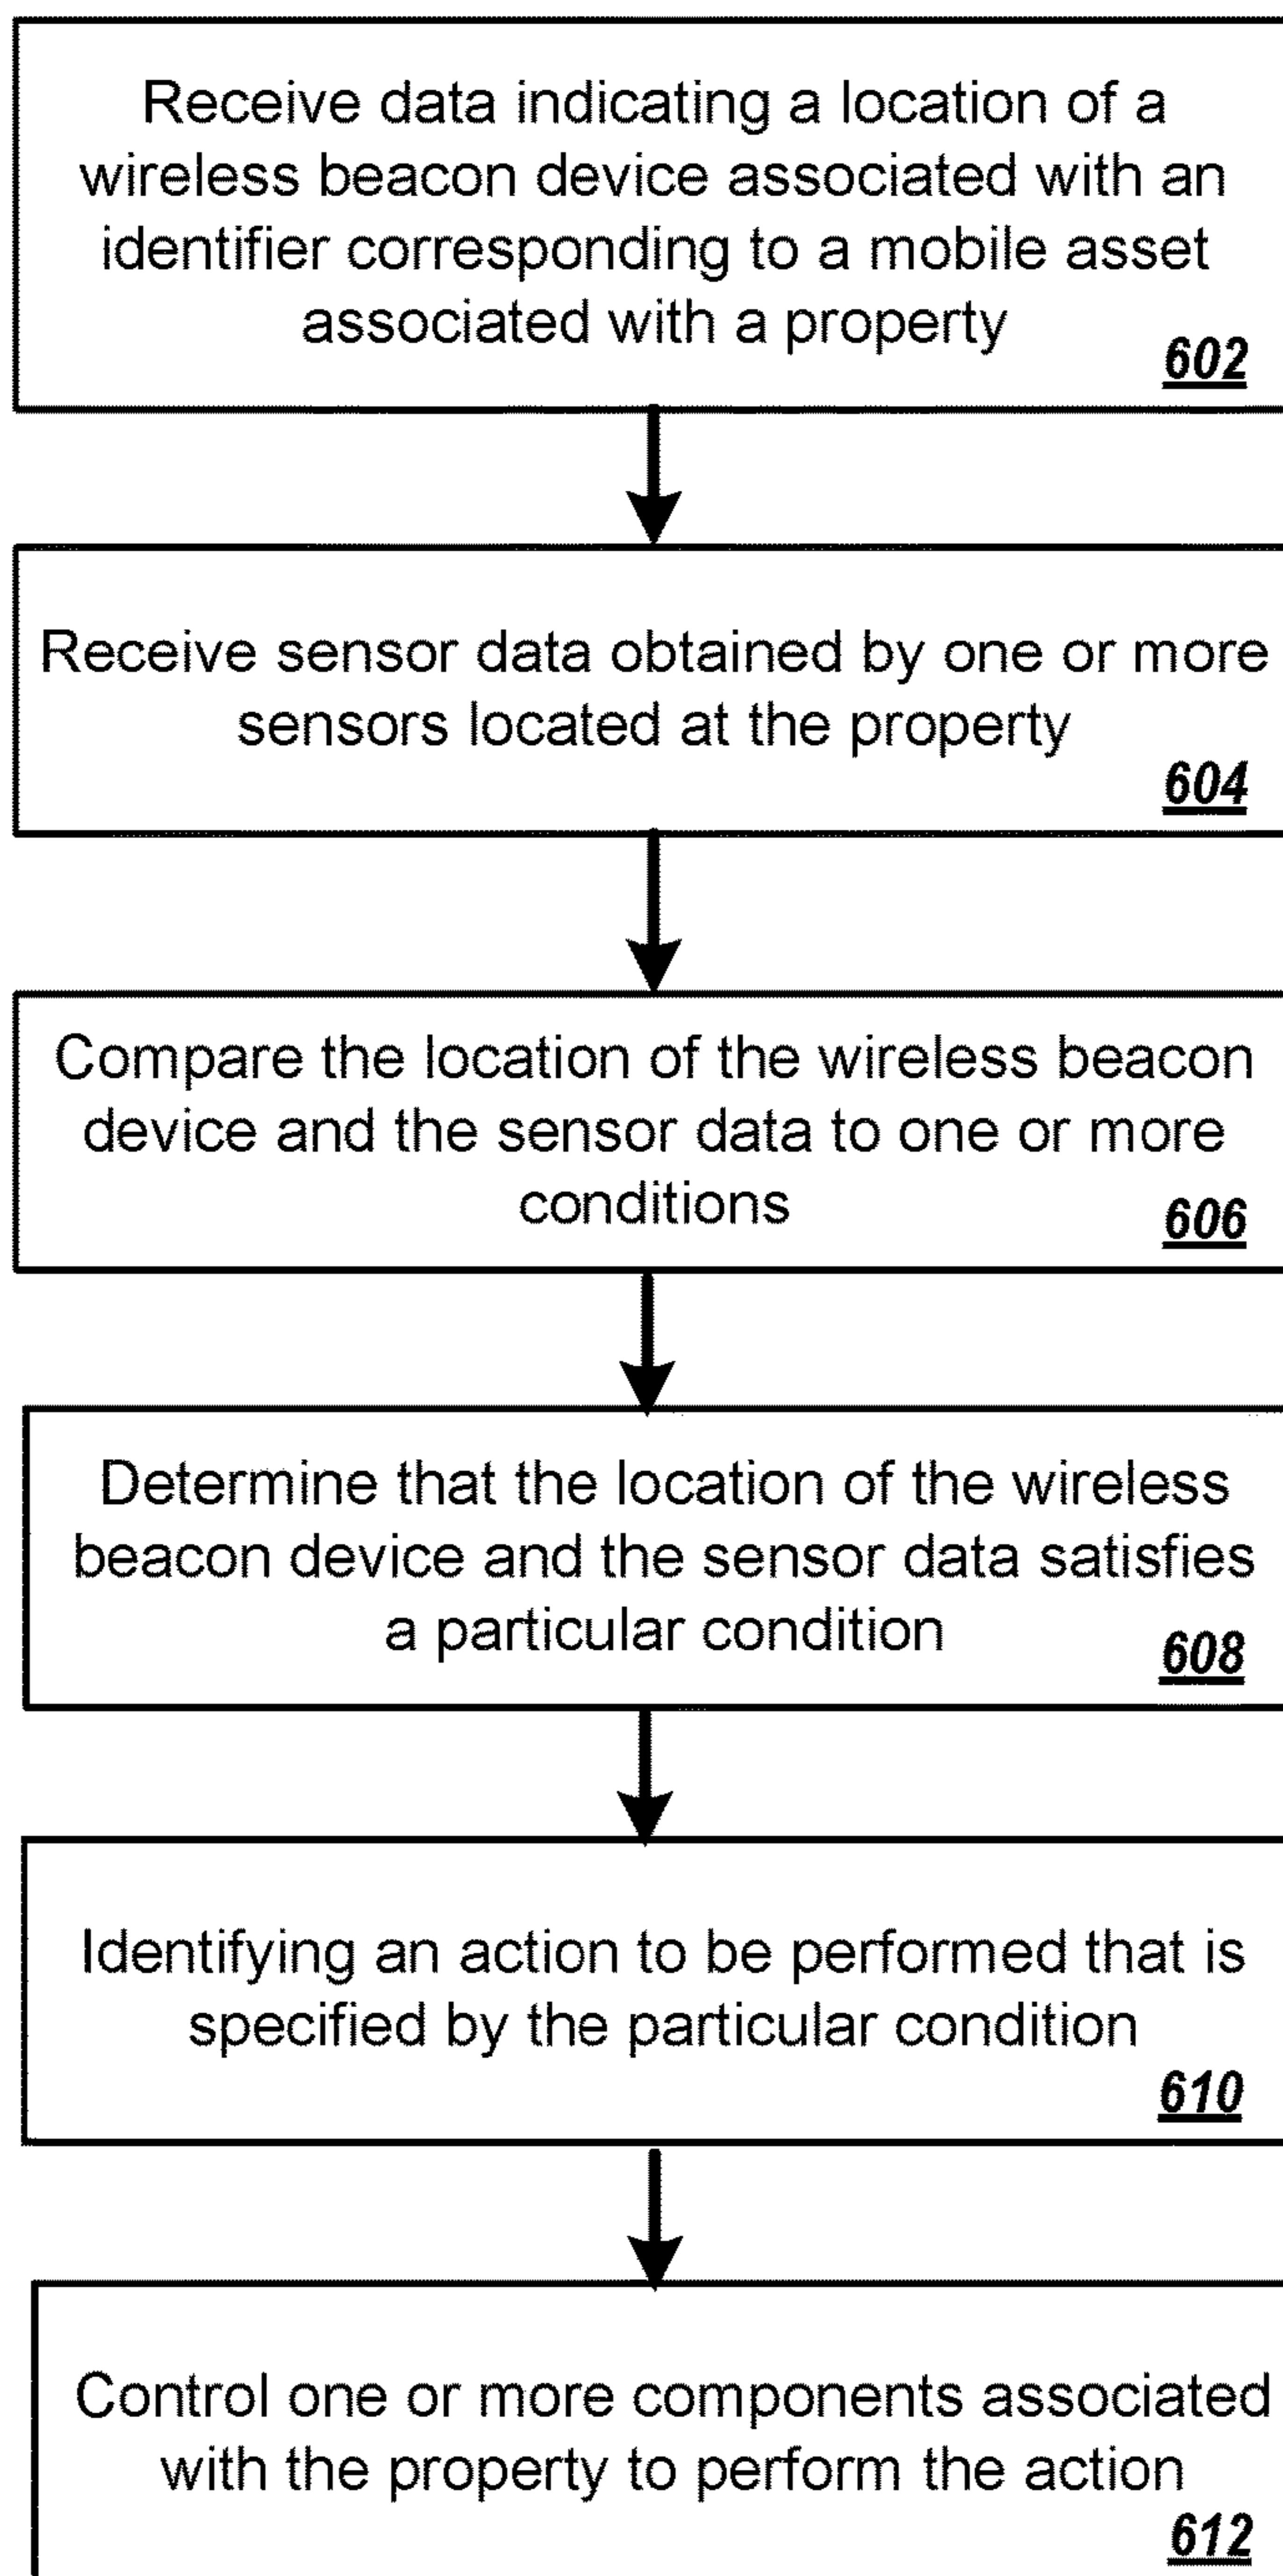 Receive data indicating a location of a
wireless beacon device associated with an
identifier corresponding to a mobile asset
associated with a property
602
Receive sensor data obtained by one or more
sensors located at the property
604
Compare the location of the wireless beacon
device and the sensor data to one or more
conditions
606
Determine that the location of the wireless
beacon device and the sensor data satisfies
a particular condition
608
Identifying an action to be performed that is
specified by the particular condition
610
Control one or more components associated
with the property to perform the action
612